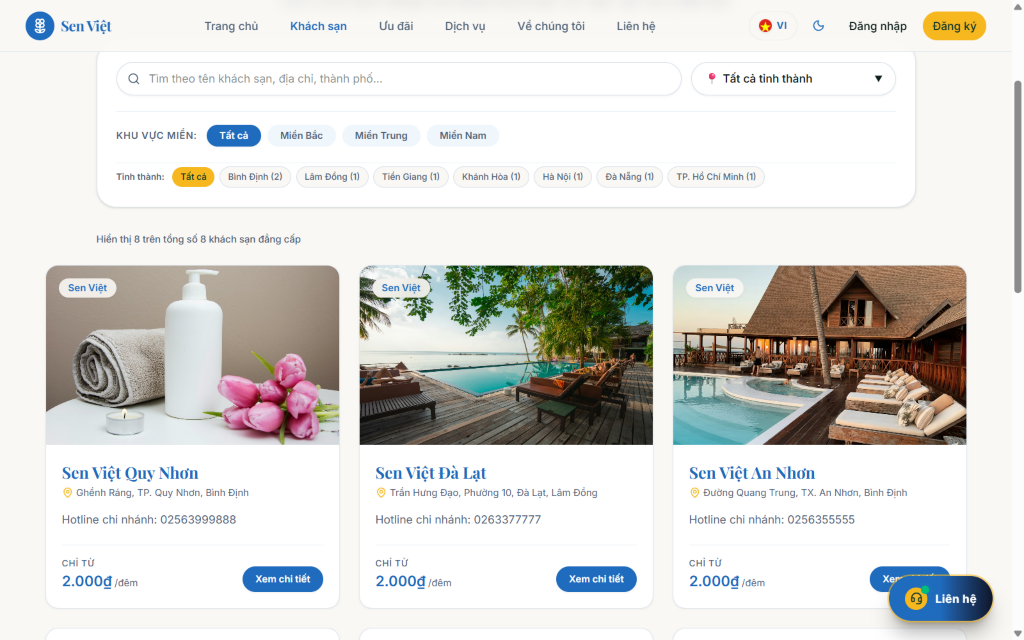 Sen Việt
Trang chủ
Khách sạn
Ưu đãi
Dịch vụ
Về chúng tôi
Liên hệ
VI
Đăng nhập
Đăng ký
Tìm theo tên khách sạn, địa chỉ, thành phố...
Tất cả tỉnh thành
KHU VỰC MIỀN:
Tất cả
Miền Bắc
Miền Trung
Miền Nam
Tỉnh thành:
Tất cả
Bình Định (2)
Lâm Đồng (1)
Tiền Giang (1)
Khánh Hòa (1)
Hà Nội (1)
Đà Nẵng (1)
TP. Hồ Chí Minh (1)
Hiển thị 8 trên tổng số 8 khách sạn đẳng cấp
Sen Việt
Sen Việt Quy Nhơn
Ghềnh Ráng, TP. Quy Nhơn, Bình Định
Hotline chi nhánh: 02563999888
CHỈ TỪ
2.000₫ /đêm
Xem chi tiết
Sen Việt
Sen Việt Đà Lạt
Trần Hưng Đạo, Phường 10, Đà Lạt, Lâm Đồng
Hotline chi nhánh: 0263377777
CHỈ TỪ
2.000₫ /đêm
Xem chi tiết
Sen Việt
Sen Việt An Nhơn
Đường Quang Trung, TX. An Nhơn, Bình Định
Hotline chi nhánh: 0256355555
CHỈ TỪ
2.000₫ /đêm
Liên hệ